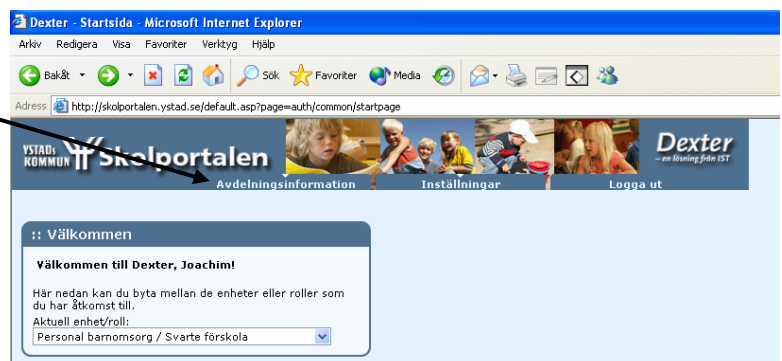 Dexter - Startsida - Microsoft Internet Explorer
Arkiv Redigera Visa Favoriter Verktyg Hjälp
Bakåt Sök Favoriter Media
Adress http://skolportalen.ystad.se/default.asp?page=auth/common/startpage
YSTADS KOMMUN Skolportalen Dexter
- en lösning från IST
Avdelningsinformation Inställningar Logga ut
:: Välkommen
Välkommen till Dexter, Joachim!
Här nedan kan du byta mellan de enheter eller roller som
du har åtkomst till.
Aktuell enhet/roll:
Personal barnomsorg / Svarte förskola